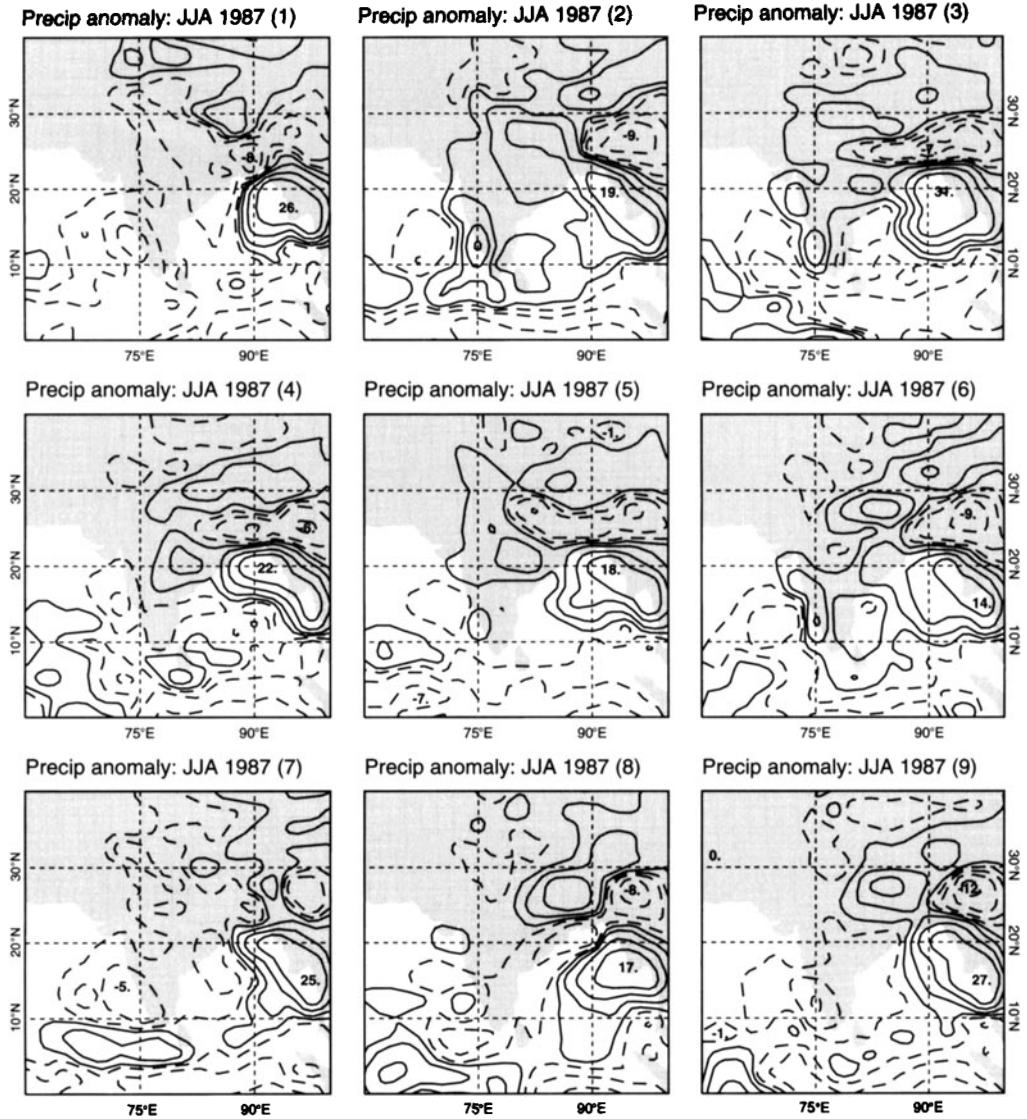 Precip anomaly: JJA 1987 (1)
Precip anomaly: JJA 1987 (2)
Precip anomaly: JJA 1987 (3)
30°N
20°N
10°N
-8.
26.
-9.
19.
34.
30°N
20°N
10°N
75°E
90°E
75°E
90°E
75°E
90°E
Precip anomaly: JJA 1987 (4)
Precip anomaly: JJA 1987 (5)
Precip anomaly: JJA 1987 (6)
30°N
20°N
10°N
22.
-1.
18.
-7.
-9.
14.
30°N
20°N
10°N
75°E
90°E
75°E
90°E
75°E
90°E
Precip anomaly: JJA 1987 (7)
Precip anomaly: JJA 1987 (8)
Precip anomaly: JJA 1987 (9)
30°N
20°N
10°N
-5.
25.
-8.
17.
0.
-12.
27.
-1.
30°N
20°N
10°N
75°E
90°E
75°E
90°E
75°E
90°E